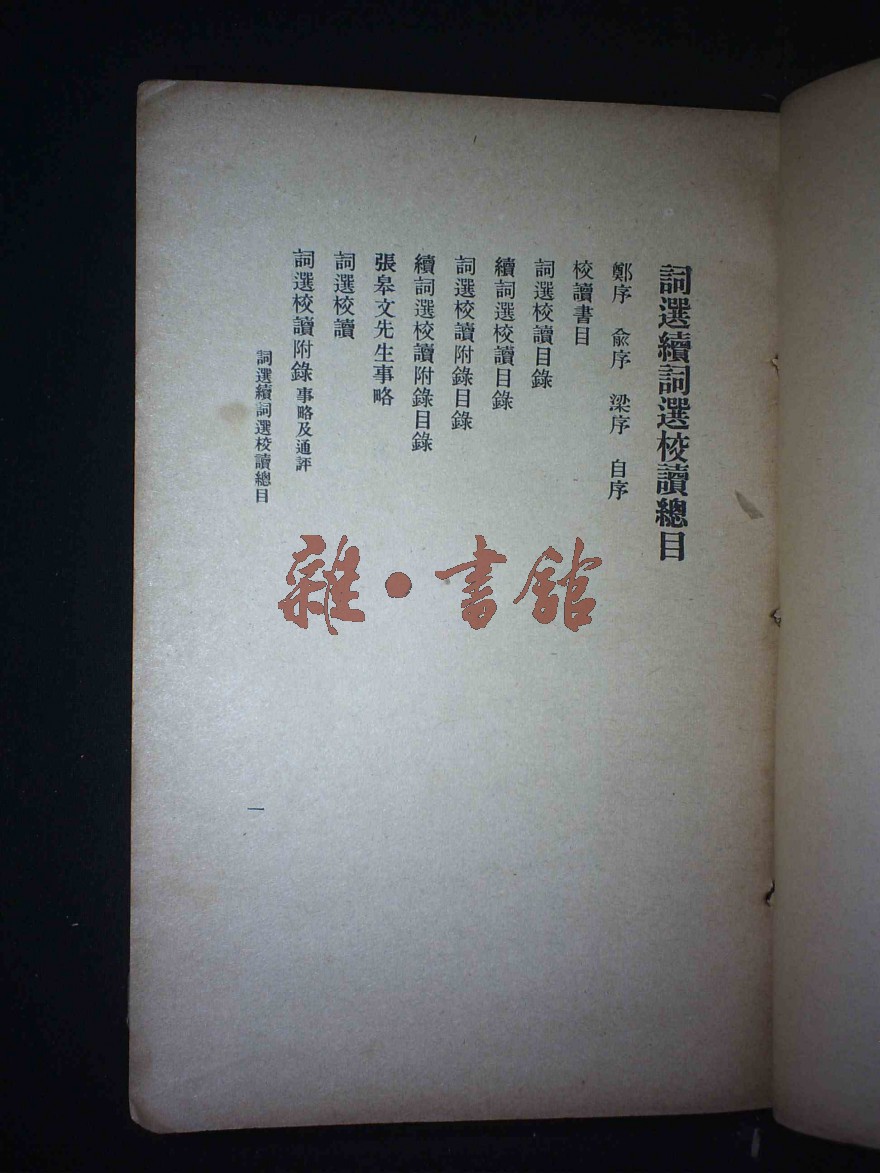 詞選續詞選校讀總目
鄭序 兪序 梁序 自序
校讀書目
詞選校讀目錄
續詞選校讀目錄
詞選校讀附錄目錄
續詞選校讀附錄目錄
張皋文先生事略
詞選校讀
詞選校讀附錄 事略及通評
詞選續詞選校讀總目
一
雜·書館